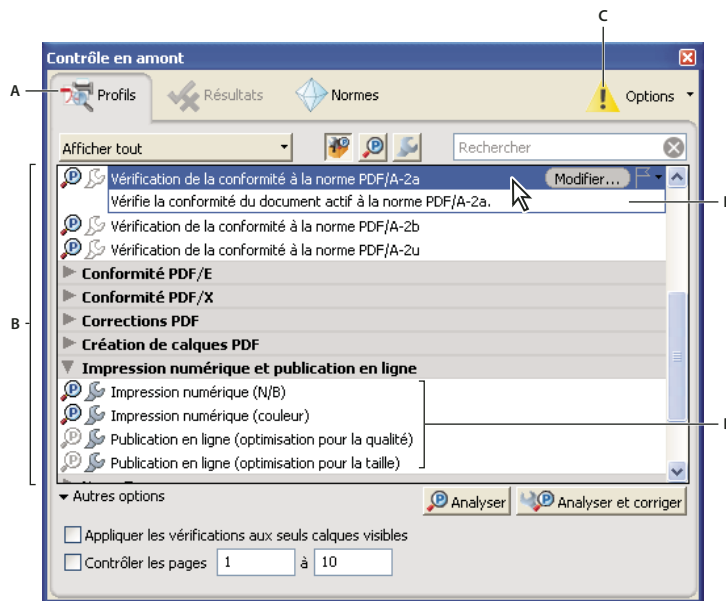 C
Contrôle en amont
A
Profils
Résultats
Normes
Options
Afficher tout
Rechercher
Vérification de la conformité à la norme PDF/A-2a
Modifier...
Vérifie la conformité du document actif à la norme PDF/A-2a.
Vérification de la conformité à la norme PDF/A-2b
Vérification de la conformité à la norme PDF/A-2u
Conformité PDF/E
Conformité PDF/X
B
Corrections PDF
Création de calques PDF
Impression numérique et publication en ligne
Impression numérique (N/B)
Impression numérique (couleur)
Publication en ligne (optimisation pour la qualité)
Publication en ligne (optimisation pour la taille)
Autres options
Analyser
Analyser et corriger
Appliquer les vérifications aux seuls calques visibles
Contrôler les pages 1 à 10